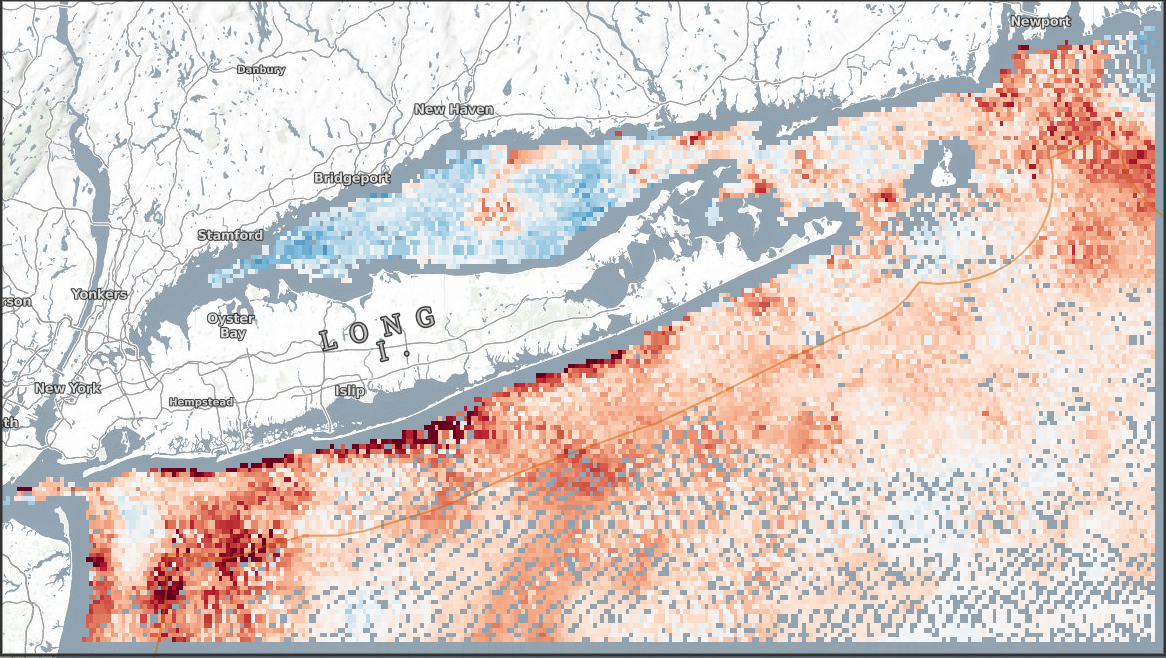 Newport
Danbury
New Haven
Bridgeport
Stamford
rson
Yonkers
Oyster
Bay
LONG
I.
New York
Hempstead
Islip
th